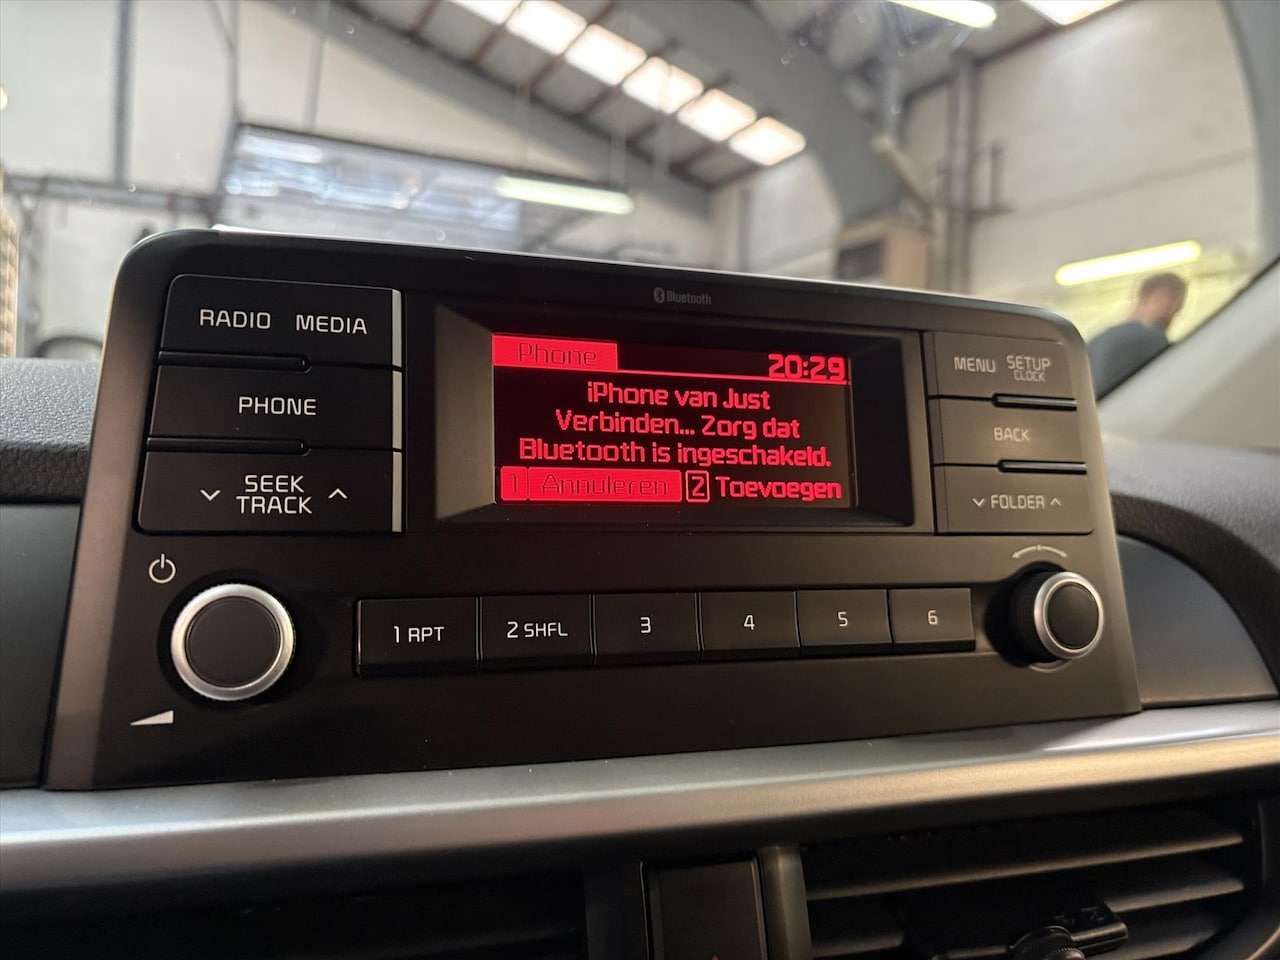 Bluetooth
RADIO MEDIA
PHONE
SEEK
TRACK
Phone 20:29
iPhone van Just
Verbinden... Zorg dat
Bluetooth is ingeschakeld.
1 Annuleren 2 Toevoegen
MENU SETUP
CLOCK
BACK
FOLDER
1 RPT 2 SHFL 3 4 5 6